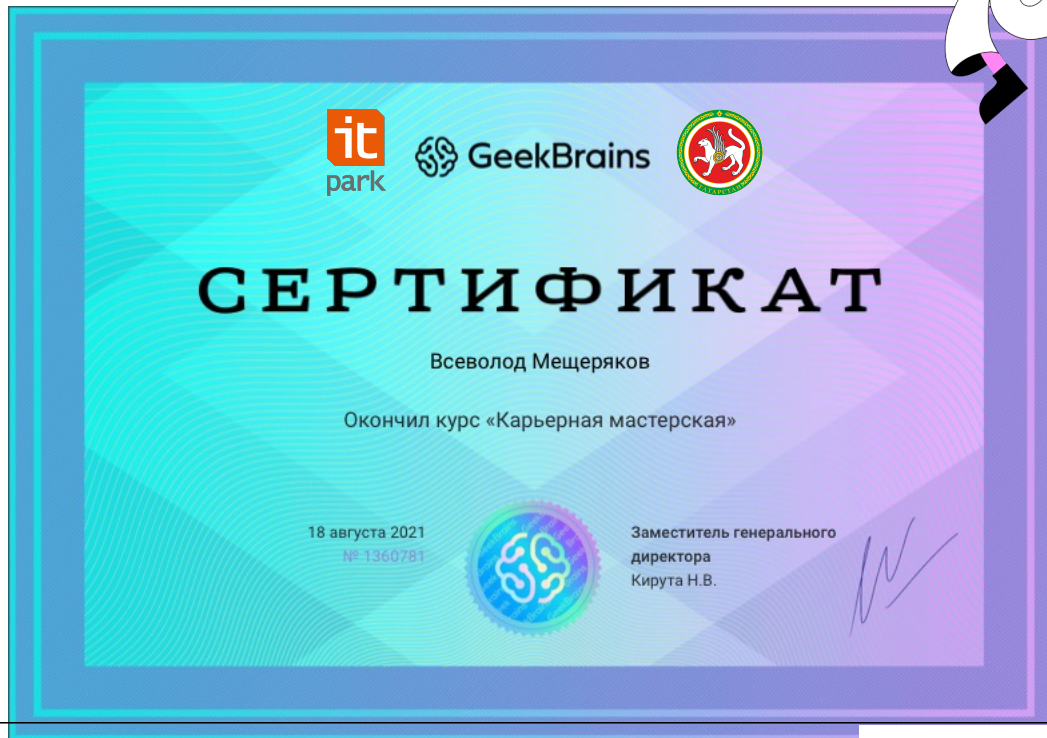 it
park
GeekBrains
ТАТАРСТАН
СЕРТИФИКАТ
Всеволод Мещеряков
Окончил курс «Карьерная мастерская»
18 августа 2021
№ 1360781
Заместитель генерального
директора
Кирута Н.В.